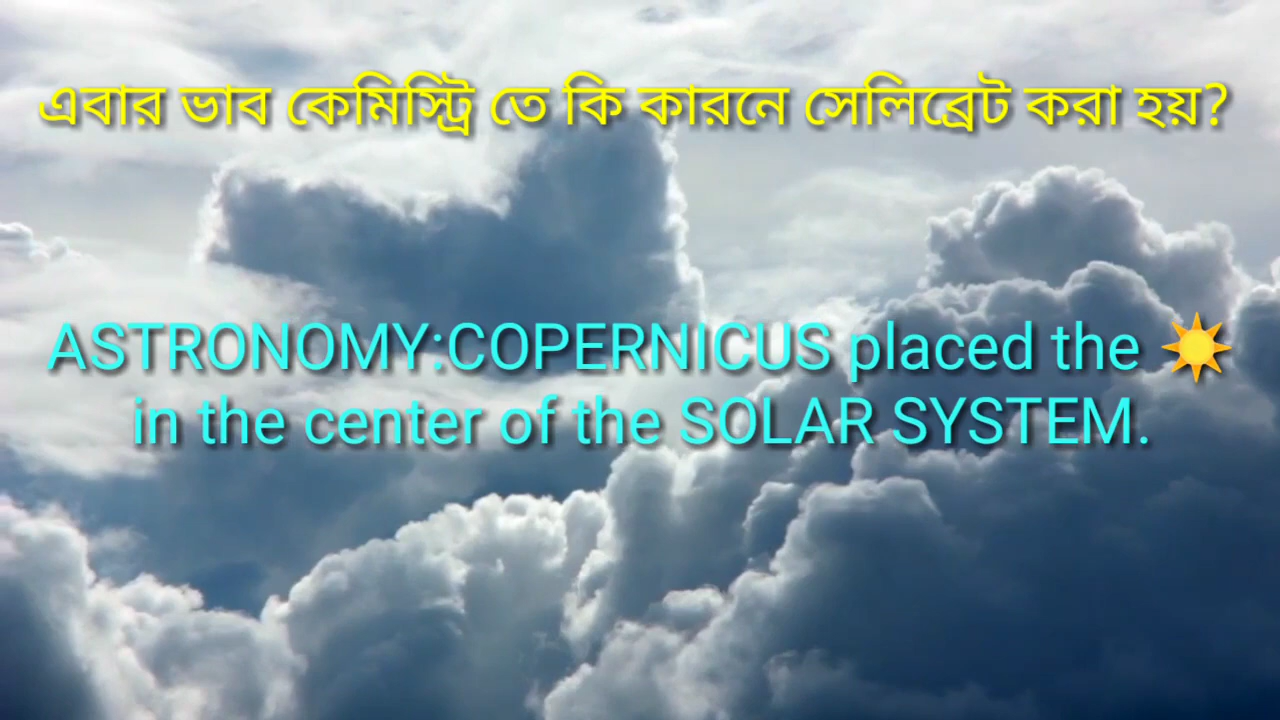 এবার ভাব কেমিস্ট্রি তে কি কারনে সেলিব্রেট করা হয়?
ASTRONOMY:COPERNICUS placed the ☀️
in the center of the SOLAR SYSTEM.